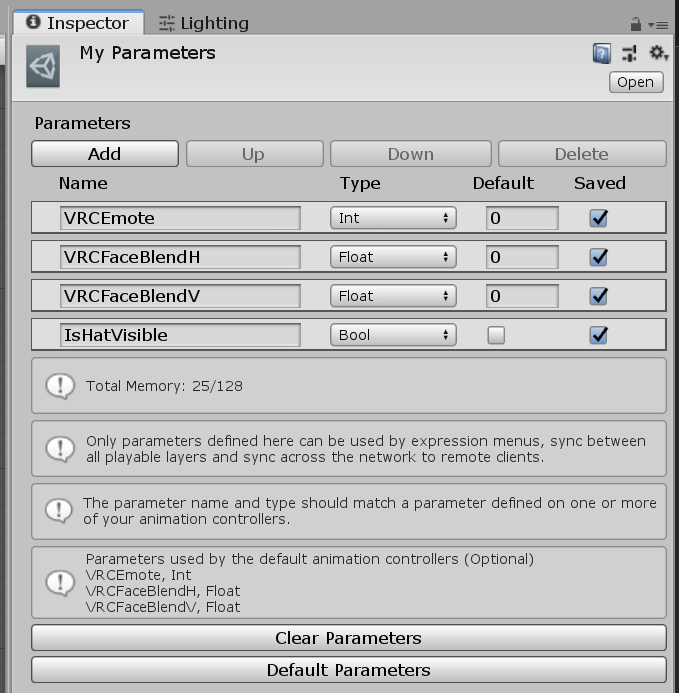 Inspector Lighting
My Parameters
Open
Parameters
Add Up Down Delete
Name Type Default Saved
VRCEmote Int 0
VRCFaceBlendH Float 0
VRCFaceBlendV Float 0
IsHatVisible Bool
Total Memory: 25/128
Only parameters defined here can be used by expression menus, sync between
all playable layers and sync across the network to remote clients.
The parameter name and type should match a parameter defined on one or more
of your animation controllers.
Parameters used by the default animation controllers (Optional)
VRCEmote, Int
VRCFaceBlendH, Float
VRCFaceBlendV, Float
Clear Parameters
Default Parameters